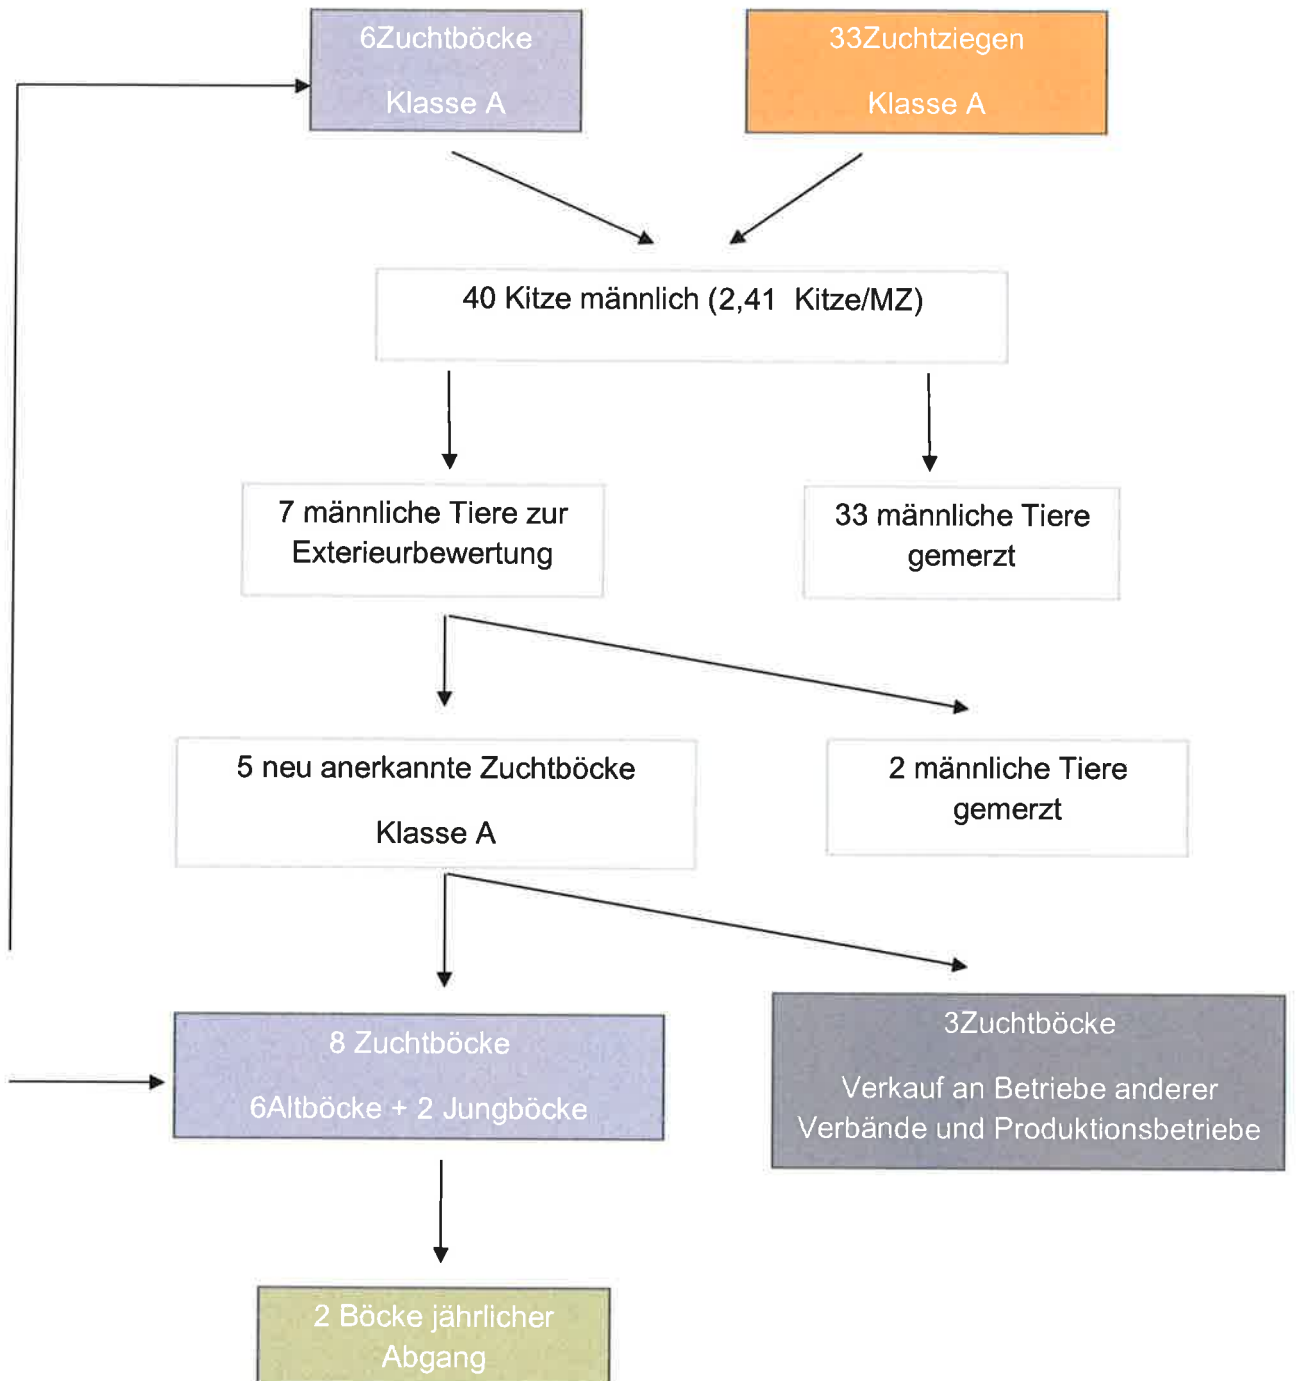 6Zuchtböcke
Klasse A
33Zuchtziegen
Klasse A
40 Kitze männlich (2,41 Kitze/MZ)
7 männliche Tiere zur
Exterieurbewertung
33 männliche Tiere
gemerzt
5 neu anerkannte Zuchtböcke
Klasse A
2 männliche Tiere
gemerzt
8 Zuchtböcke
6Altböcke + 2 Jungböcke
3Zuchtböcke
Verkauf an Betriebe anderer
Verbände und Produktionsbetriebe
2 Böcke jährlicher
Abgang